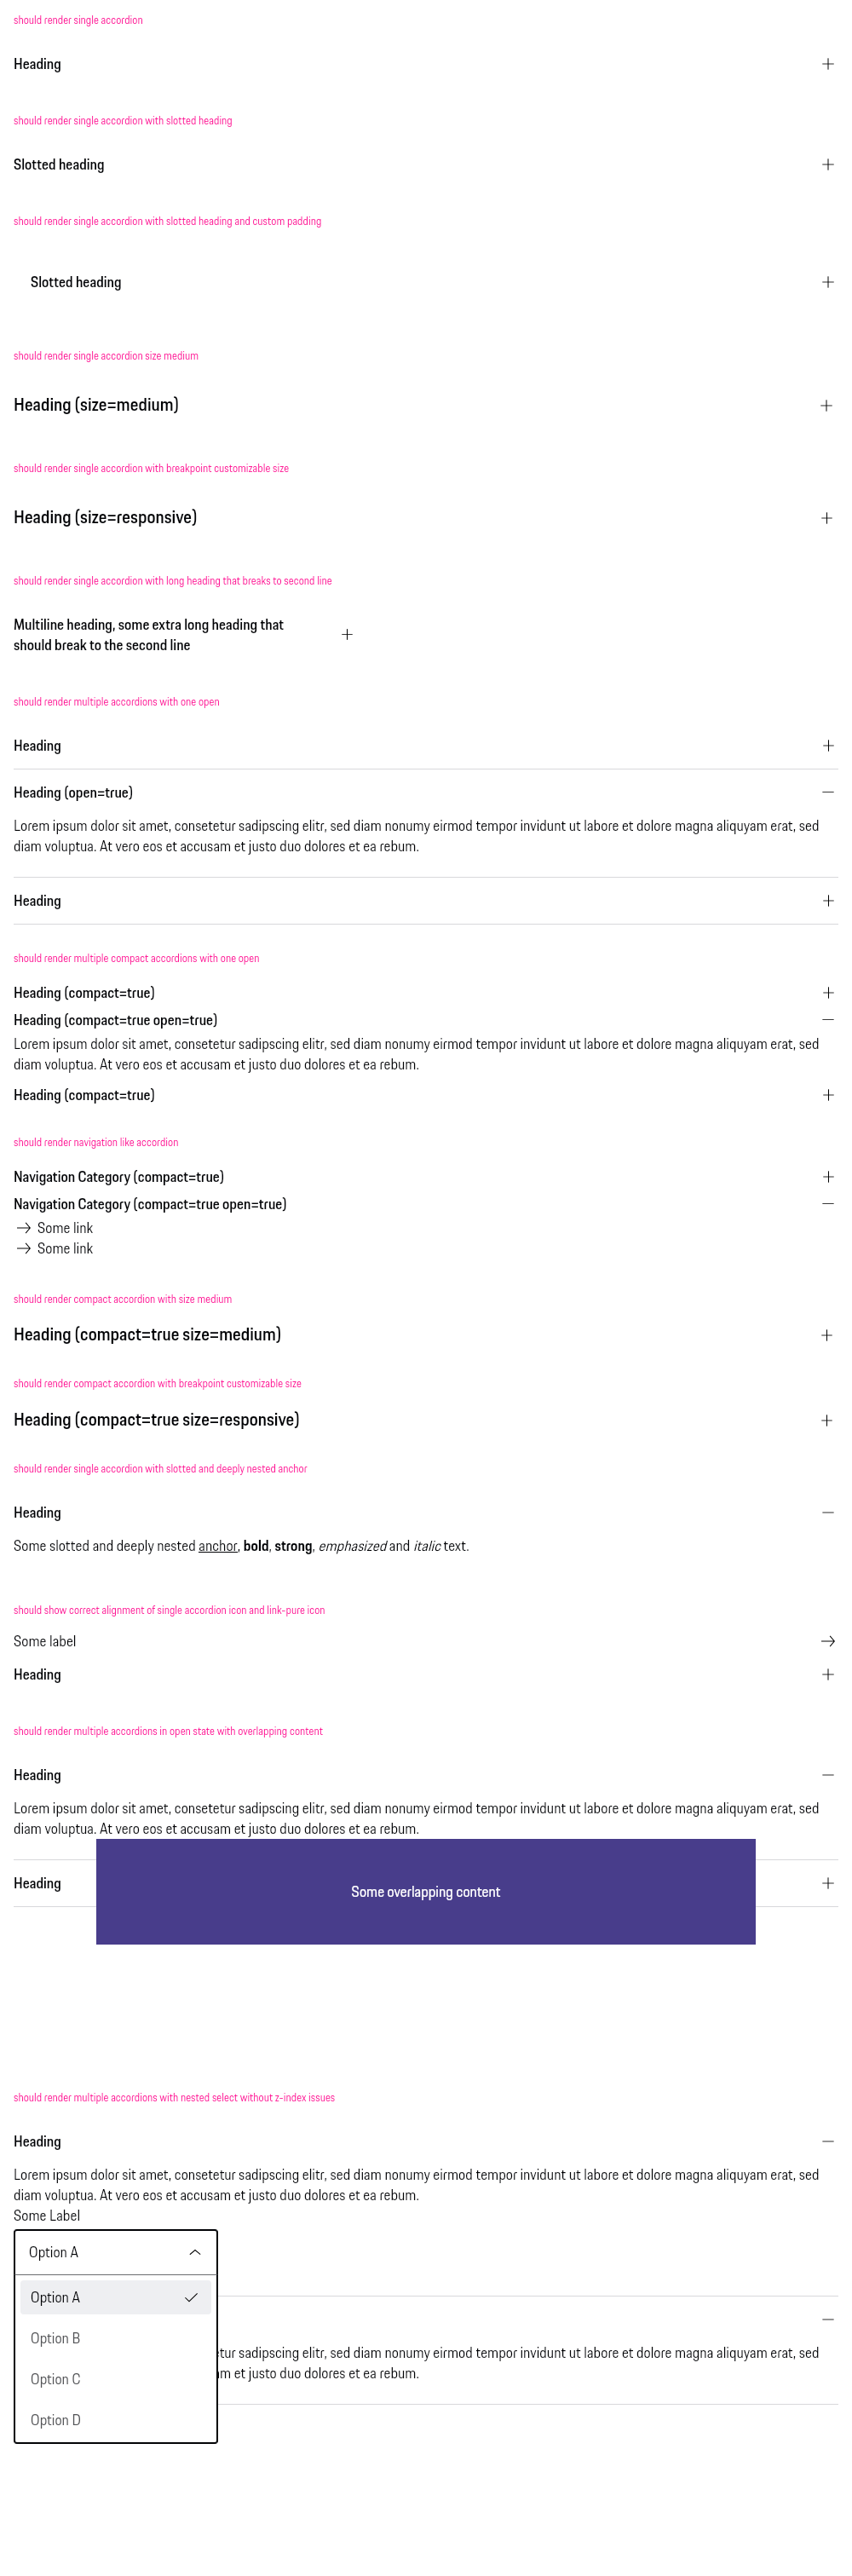 should render single accordion
Heading
should render single accordion with slotted heading
Slotted heading
should render single accordion with slotted heading and custom padding
Slotted heading
should render single accordion size medium
Heading (size=medium)
should render single accordion with breakpoint customizable size
Heading (size=responsive)
should render single accordion with long heading that breaks to second line
Multiline heading, some extra long heading that
should break to the second line
should render multiple accordions with one open
Heading
Heading (open=true)
Lorem ipsum dolor sit amet, consetetur sadipscing elitr, sed diam nonumy eirmod tempor invidunt ut labore et dolore magna aliquyam erat, sed
diam voluptua. At vero eos et accusam et justo duo dolores et ea rebum.
Heading
should render multiple compact accordions with one open
Heading (compact=true)
Heading (compact=true open=true)
Lorem ipsum dolor sit amet, consetetur sadipscing elitr, sed diam nonumy eirmod tempor invidunt ut labore et dolore magna aliquyam erat, sed
diam voluptua. At vero eos et accusam et justo duo dolores et ea rebum.
Heading (compact=true)
should render navigation like accordion
Navigation Category (compact=true)
Navigation Category (compact=true open=true)
Some link
Some link
should render compact accordion with size medium
Heading (compact=true size=medium)
should render compact accordion with breakpoint customizable size
Heading (compact=true size=responsive)
should render single accordion with slotted and deeply nested anchor
Heading
Some slotted and deeply nested anchor, bold, strong, emphasized and italic text.
should show correct alignment of single accordion icon and link-pure icon
Some label
Heading
should render multiple accordions in open state with overlapping content
Heading
Lorem ipsum dolor sit amet, consetetur sadipscing elitr, sed diam nonumy eirmod tempor invidunt ut labore et dolore magna aliquyam erat, sed
diam voluptua. At vero eos et accusam et justo duo dolores et ea rebum.
Heading
Some overlapping content
should render multiple accordions with nested select without z-index issues
Heading
Lorem ipsum dolor sit amet, consetetur sadipscing elitr, sed diam nonumy eirmod tempor invidunt ut labore et dolore magna aliquyam erat, sed
diam voluptua. At vero eos et accusam et justo duo dolores et ea rebum.
Some Label
Option A
Option A
Option B
sadipscing elitr, sed diam nonumy eirmod tempor invidunt ut labore et dolore magna aliquyam erat, sed
et justo duo dolores et ea rebum.
Option C
Option D